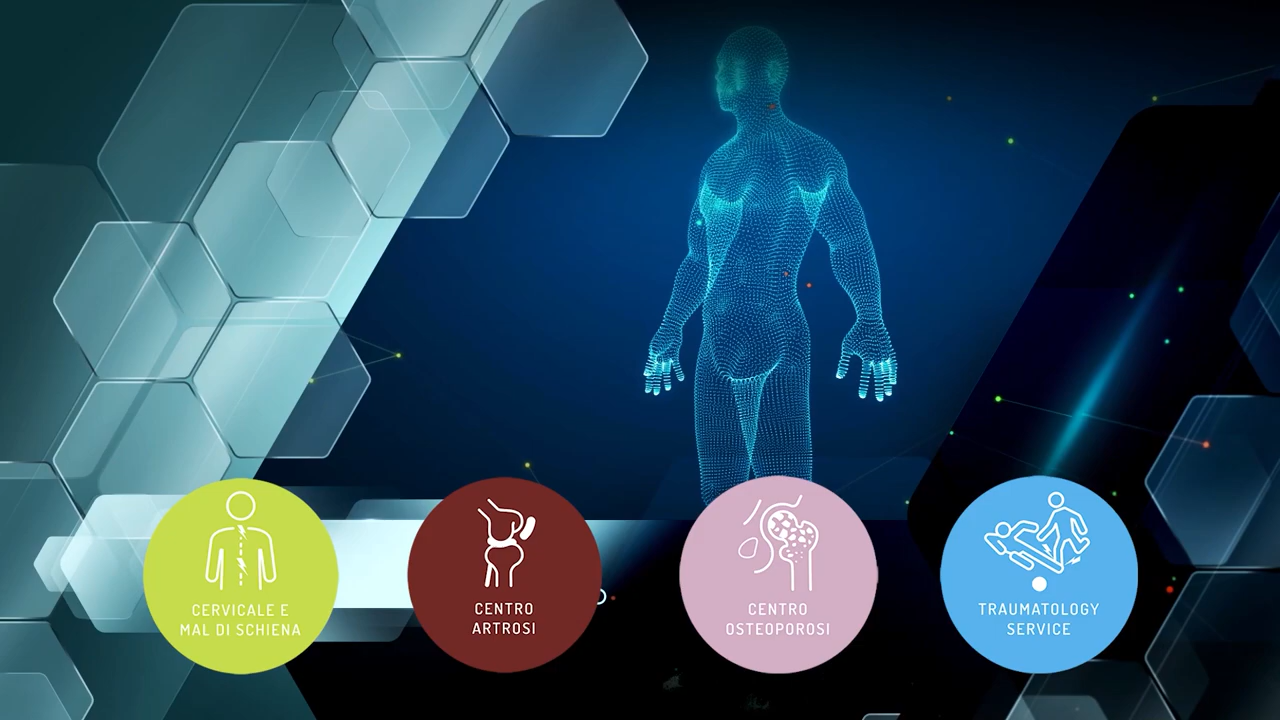 CERVICALE E
MAL DI SCHIENA
CENTRO
ARTROSI
CENTRO
OSTEOPOROSI
TRAUMATOLOGY
SERVICE